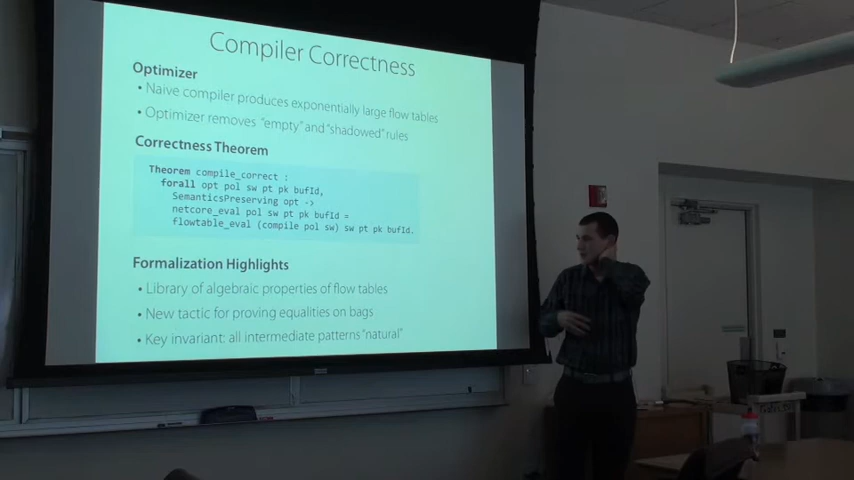 Compiler Correctness
Optimizer
• Naive compiler produces exponentially large flow tables
• Optimizer removes "empty" and "shadowed" rules
Correctness Theorem
Theorem compile_correct :
forall opt pol sw pt pk bufId,
SemanticsPreserving opt ->
netcore_eval pol sw pt pk bufId =
flowtable_eval (compile pol sw) sw pt pk bufId.
Formalization Highlights
• Library of algebraic properties of flow tables
• New tactic for proving equalities on bags
• Key invariant: all intermediate patterns "natural"